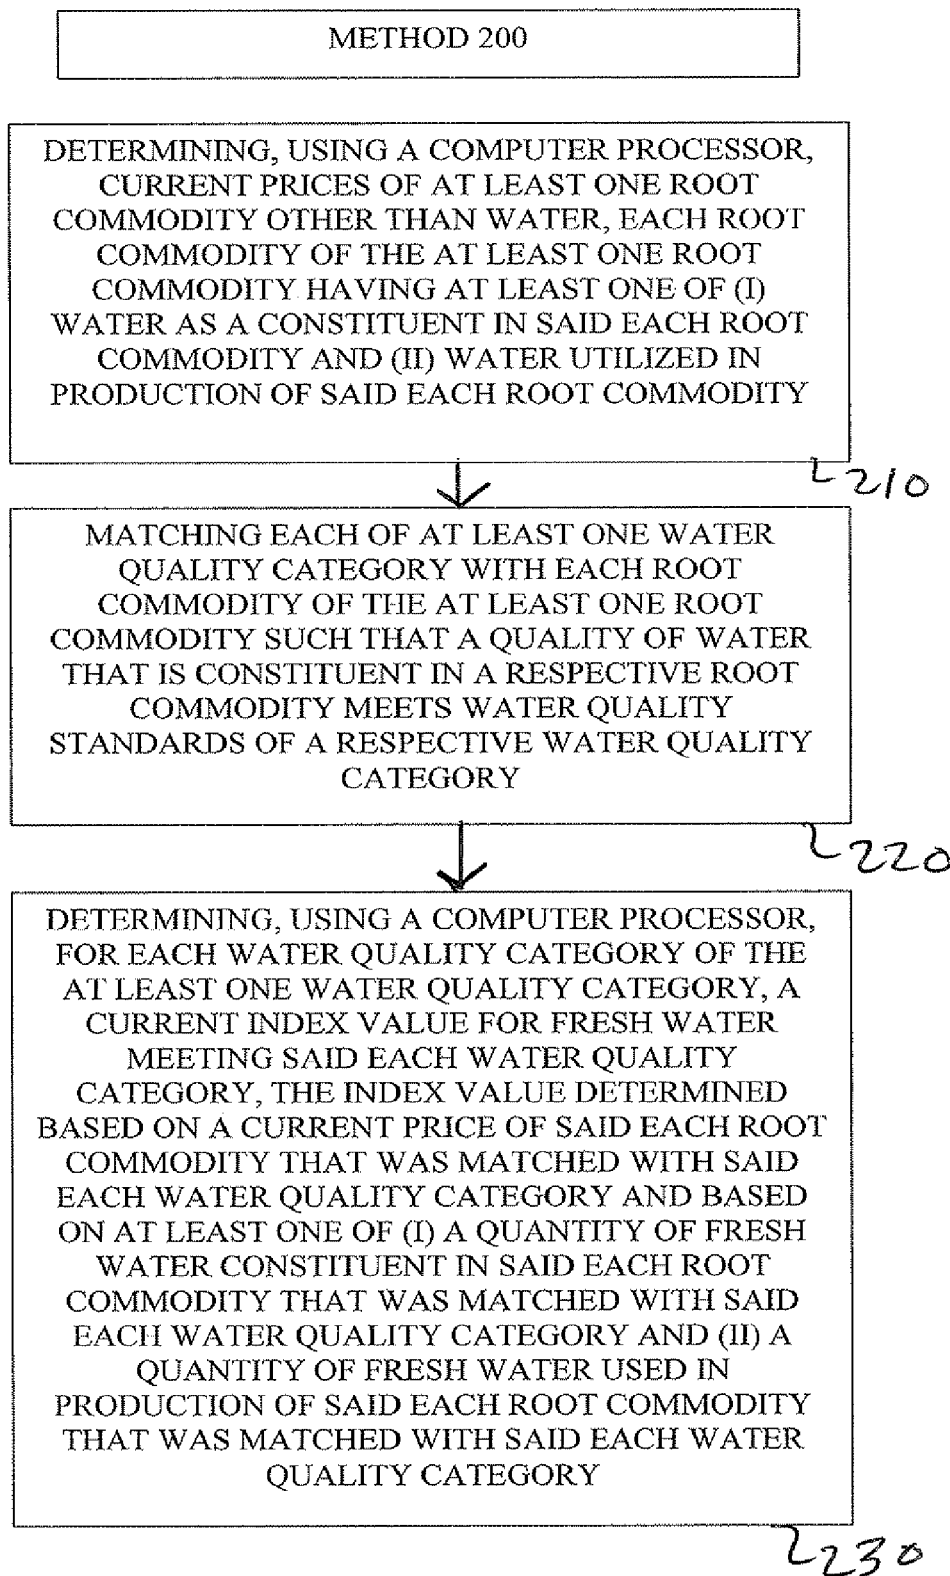 METHOD 200
DETERMINING, USING A COMPUTER PROCESSOR,
CURRENT PRICES OF AT LEAST ONE ROOT
COMMODITY OTHER THAN WATER, EACH ROOT
COMMODITY OF THE AT LEAST ONE ROOT
COMMODITY HAVING AT LEAST ONE OF (I)
WATER AS A CONSTITUENT IN SAID EACH ROOT
COMMODITY AND (II) WATER UTILIZED IN
PRODUCTION OF SAID EACH ROOT COMMODITY
210
MATCHING EACH OF AT LEAST ONE WATER
QUALITY CATEGORY WITH EACH ROOT
COMMODITY OF THE AT LEAST ONE ROOT
COMMODITY SUCH THAT A QUALITY OF WATER
THAT IS CONSTITUENT IN A RESPECTIVE ROOT
COMMODITY MEETS WATER QUALITY
STANDARDS OF A RESPECTIVE WATER QUALITY
CATEGORY
220
DETERMINING, USING A COMPUTER PROCESSOR,
FOR EACH WATER QUALITY CATEGORY OF THE
AT LEAST ONE WATER QUALITY CATEGORY, A
CURRENT INDEX VALUE FOR FRESH WATER
MEETING SAID EACH WATER QUALITY
CATEGORY, THE INDEX VALUE DETERMINED
BASED ON A CURRENT PRICE OF SAID EACH ROOT
COMMODITY THAT WAS MATCHED WITH SAID
EACH WATER QUALITY CATEGORY AND BASED
ON AT LEAST ONE OF (I) A QUANTITY OF FRESH
WATER CONSTITUENT IN SAID EACH ROOT
COMMODITY THAT WAS MATCHED WITH SAID
EACH WATER QUALITY CATEGORY AND (II) A
QUANTITY OF FRESH WATER USED IN
PRODUCTION OF SAID EACH ROOT COMMODITY
THAT WAS MATCHED WITH SAID EACH WATER
QUALITY CATEGORY
230